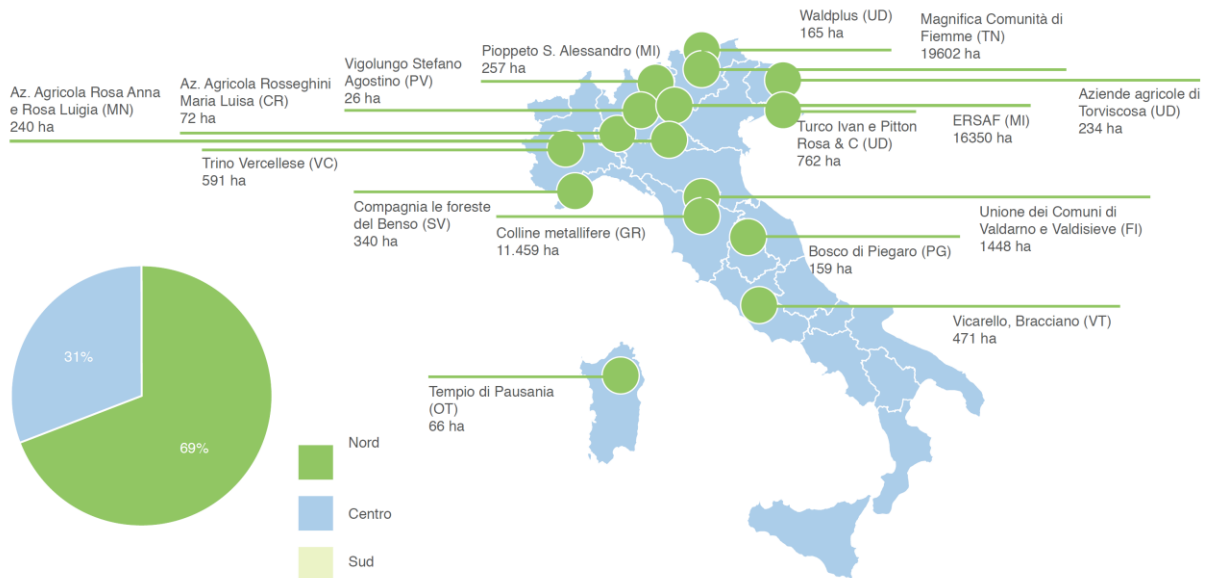 Waldplus (UD)
165 ha
Magnifica Comunità di
Fiemme (TN)
19602 ha
Pioppeto S. Alessandro (MI)
257 ha
Vigolungo Stefano
Agostino (PV)
26 ha
Az. Agricola Rosseghini
Maria Luisa (CR)
72 ha
Az. Agricola Rosa Anna
e Rosa Luigia (MN)
240 ha
Aziende agricole di
Torviscosa (UD)
234 ha
ERSAF (MI)
16350 ha
Turco Ivan e Pitton
Rosa & C (UD)
762 ha
Trino Vercellese (VC)
591 ha
Compagnia le foreste
del Benso (SV)
340 ha
Colline metallifere (GR)
11.459 ha
Unione dei Comuni di
Valdarno e Valdisieve (FI)
1448 ha
Bosco di Piegaro (PG)
159 ha
Vicarello, Bracciano (VT)
471 ha
Tempio di Pausania
(OT)
66 ha
31%
69%
Nord
Centro
Sud